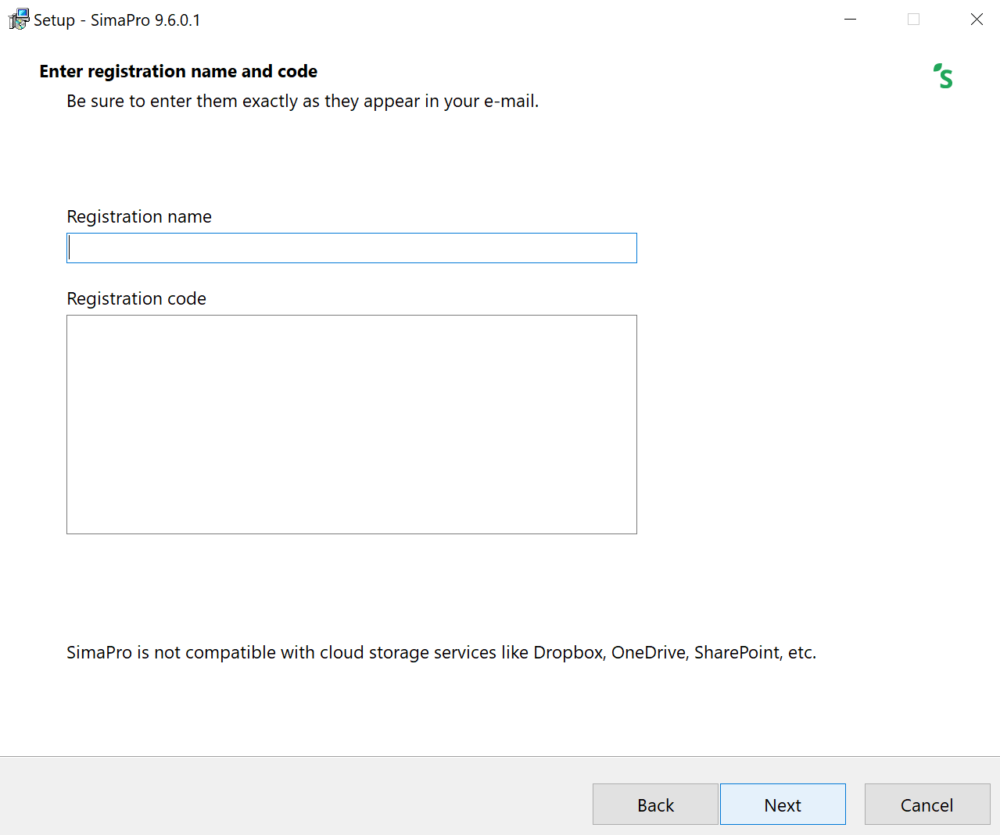 Setup - SimaPro 9.6.0.1
Enter registration name and code
Be sure to enter them exactly as they appear in your e-mail.
S
Registration name
Registration code
SimaPro is not compatible with cloud storage services like Dropbox, OneDrive, SharePoint, etc.
Back
Next
Cancel